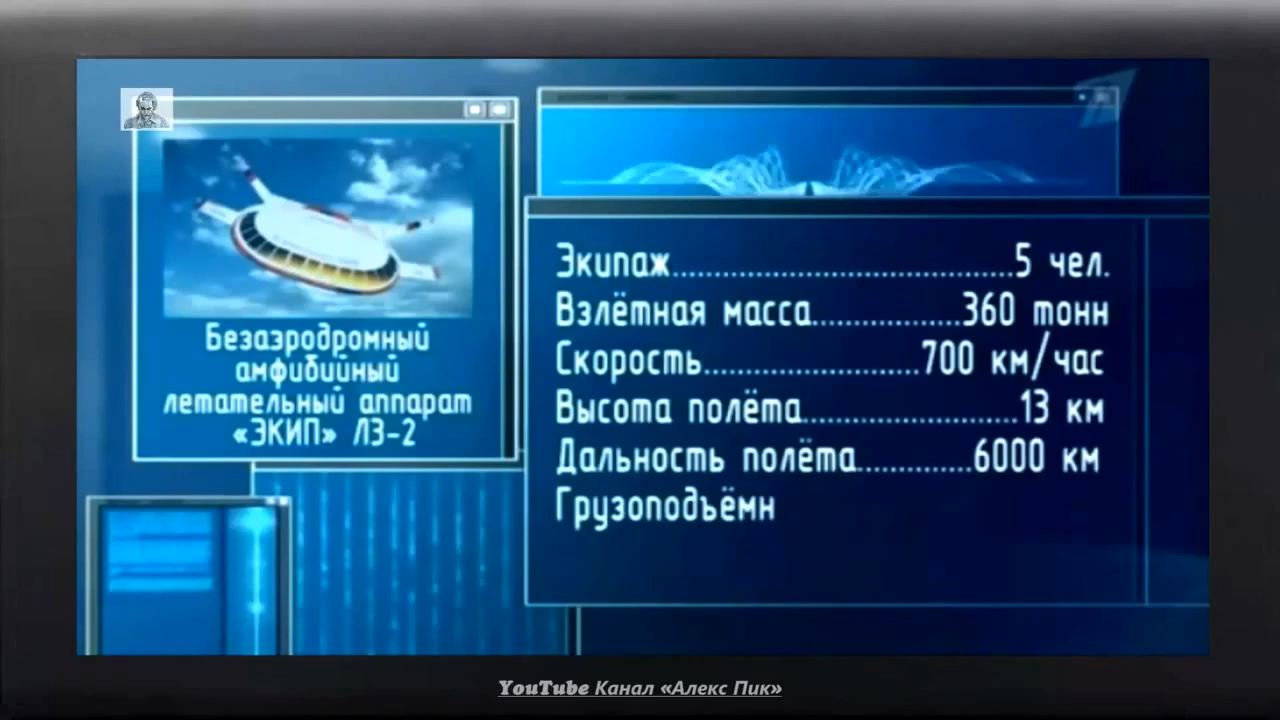 Безаэродромный
амфибийный
летательный аппарат
«ЭКИП» Л3-2
Экипаж....................................5 чел.
Взлётная масса................360 тонн
Скорость.......................700 км/час
Высота полёта.......................13 км
Дальность полёта............6000 км
Грузоподъёмн
YouTube Канал «Алекс Пик»